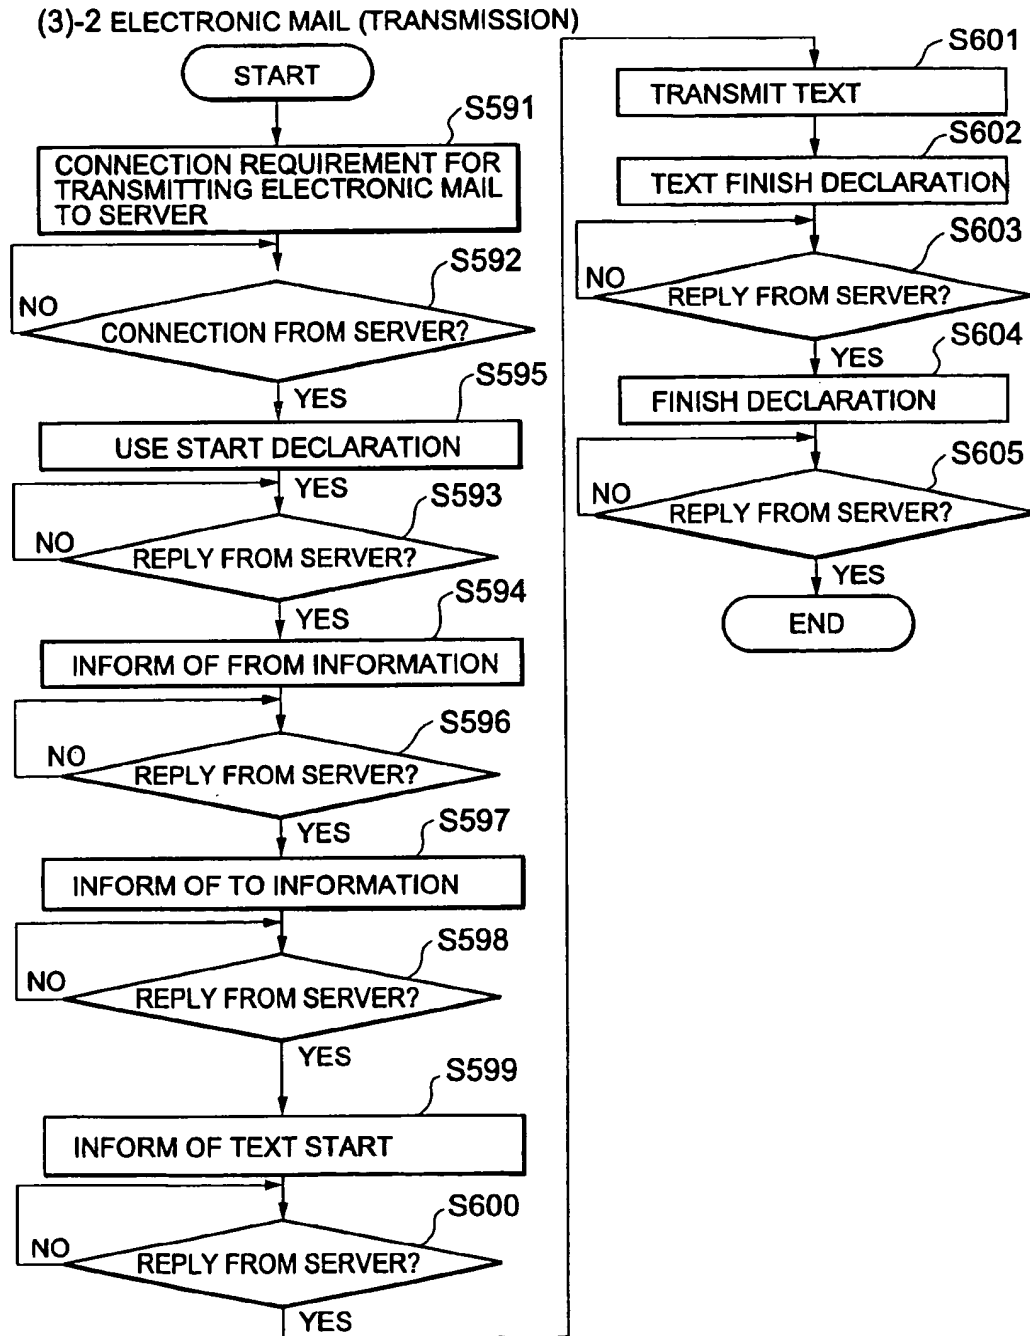 (3)-2 ELECTRONIC MAIL (TRANSMISSION)
START
S591
CONNECTION REQUIREMENT FOR
TRANSMITTING ELECTRONIC MAIL
TO SERVER
S592
NO
CONNECTION FROM SERVER?
YES
S595
USE START DECLARATION
YES
S593
NO
REPLY FROM SERVER?
YES
S594
INFORM OF FROM INFORMATION
S596
NO
REPLY FROM SERVER?
YES
S597
INFORM OF TO INFORMATION
S598
NO
REPLY FROM SERVER?
YES
S599
INFORM OF TEXT START
S600
NO
REPLY FROM SERVER?
YES
S601
TRANSMIT TEXT
S602
TEXT FINISH DECLARATION
S603
NO
REPLY FROM SERVER?
S604
YES
FINISH DECLARATION
S605
NO
REPLY FROM SERVER?
YES
END